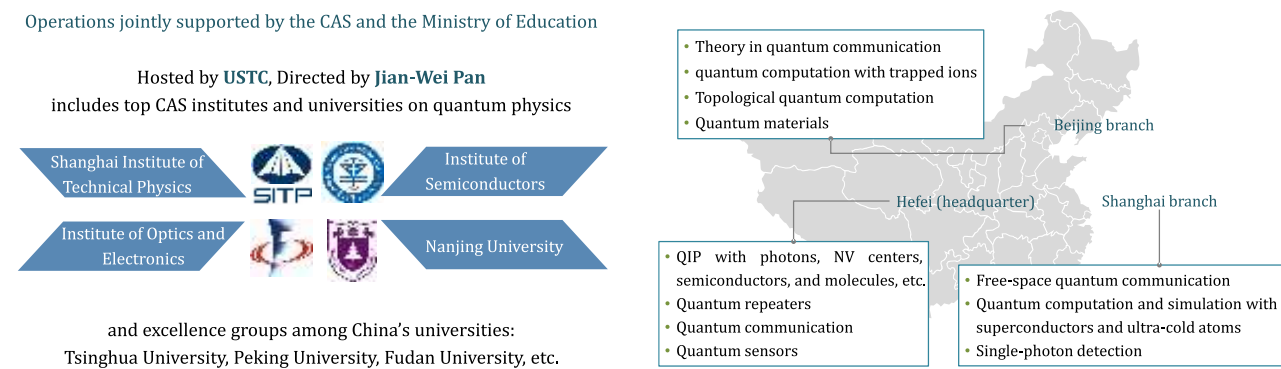 Operations jointly supported by the CAS and the Ministry of Education
Hosted by USTC, Directed by Jian-Wei Pan
includes top CAS institutes and universities on quantum physics
Shanghai Institute of
Technical Physics
SITP
Institute of
Semiconductors
Institute of Optics and
Electronics
Nanjing University
and excellence groups among China's universities:
Tsinghua University, Peking University, Fudan University, etc.
• Theory in quantum communication
• quantum computation with trapped ions
• Topological quantum computation
• Quantum materials
Beijing branch
Hefei (headquarter)
Shanghai branch
• QIP with photons, NV centers,
semiconductors, and molecules, etc.
• Quantum repeaters
• Quantum communication
• Quantum sensors
• Free-space quantum communication
• Quantum computation and simulation with
superconductors and ultra-cold atoms
• Single-photon detection